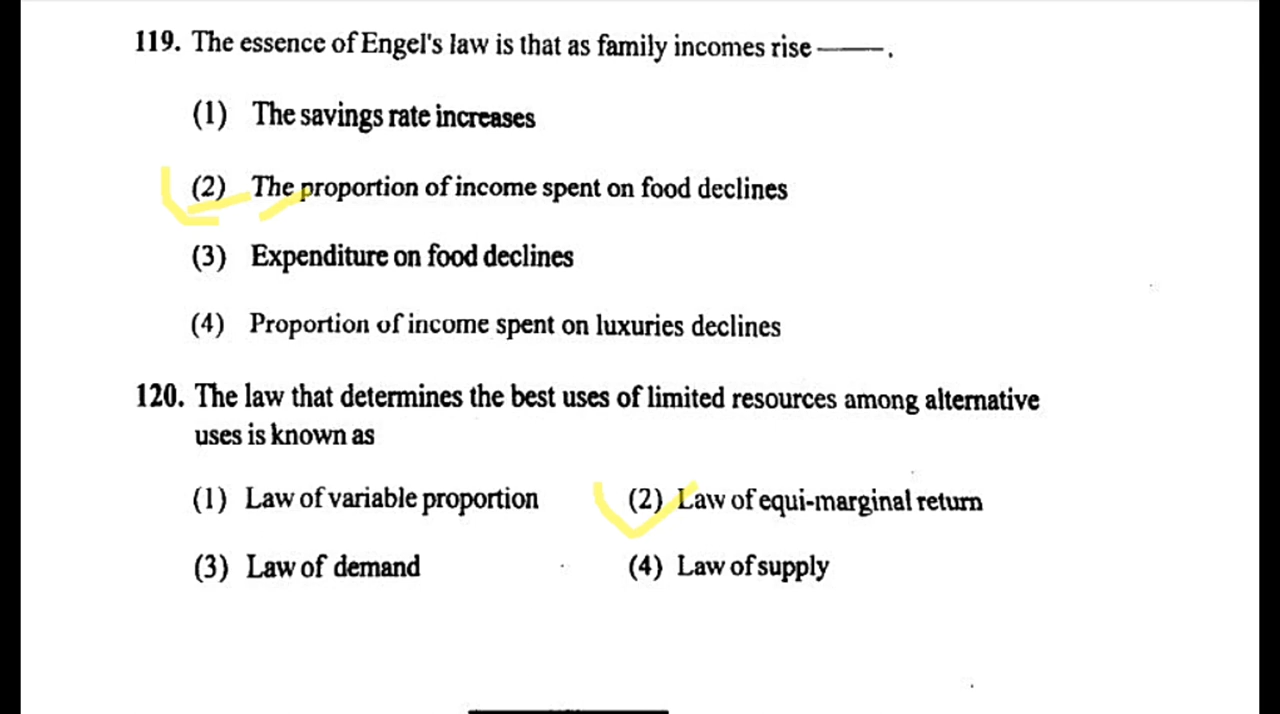 119. The essence of Engel's law is that as family incomes rise ——.
(1) The savings rate increases
(2) The proportion of income spent on food declines
(3) Expenditure on food declines
(4) Proportion of income spent on luxuries declines
120. The law that determines the best uses of limited resources among alternative
uses is known as
(1) Law of variable proportion (2) Law of equi-marginal return
(3) Law of demand (4) Law of supply